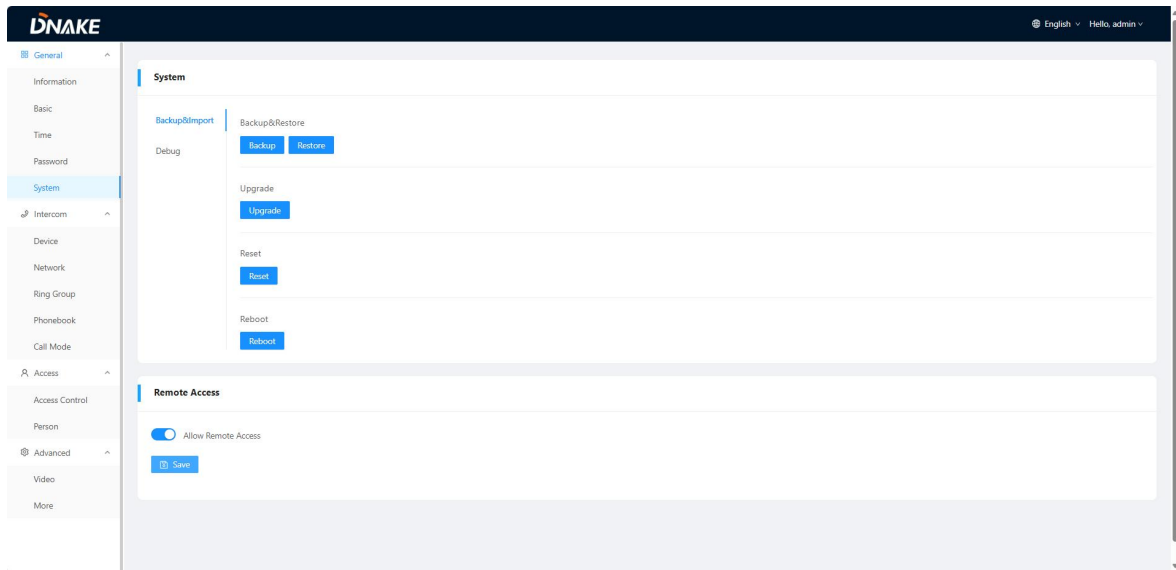 DNAKE
English
Hello, admin
General
Information
Basic
Time
Password
System
Intercom
Device
Network
Ring Group
Phonebook
Call Mode
Access
Access Control
Person
Advanced
Video
More
System
Backup&Import
Debug
Backup&Restore
Backup
Restore
Upgrade
Upgrade
Reset
Reset
Reboot
Reboot
Remote Access
Allow Remote Access
Save